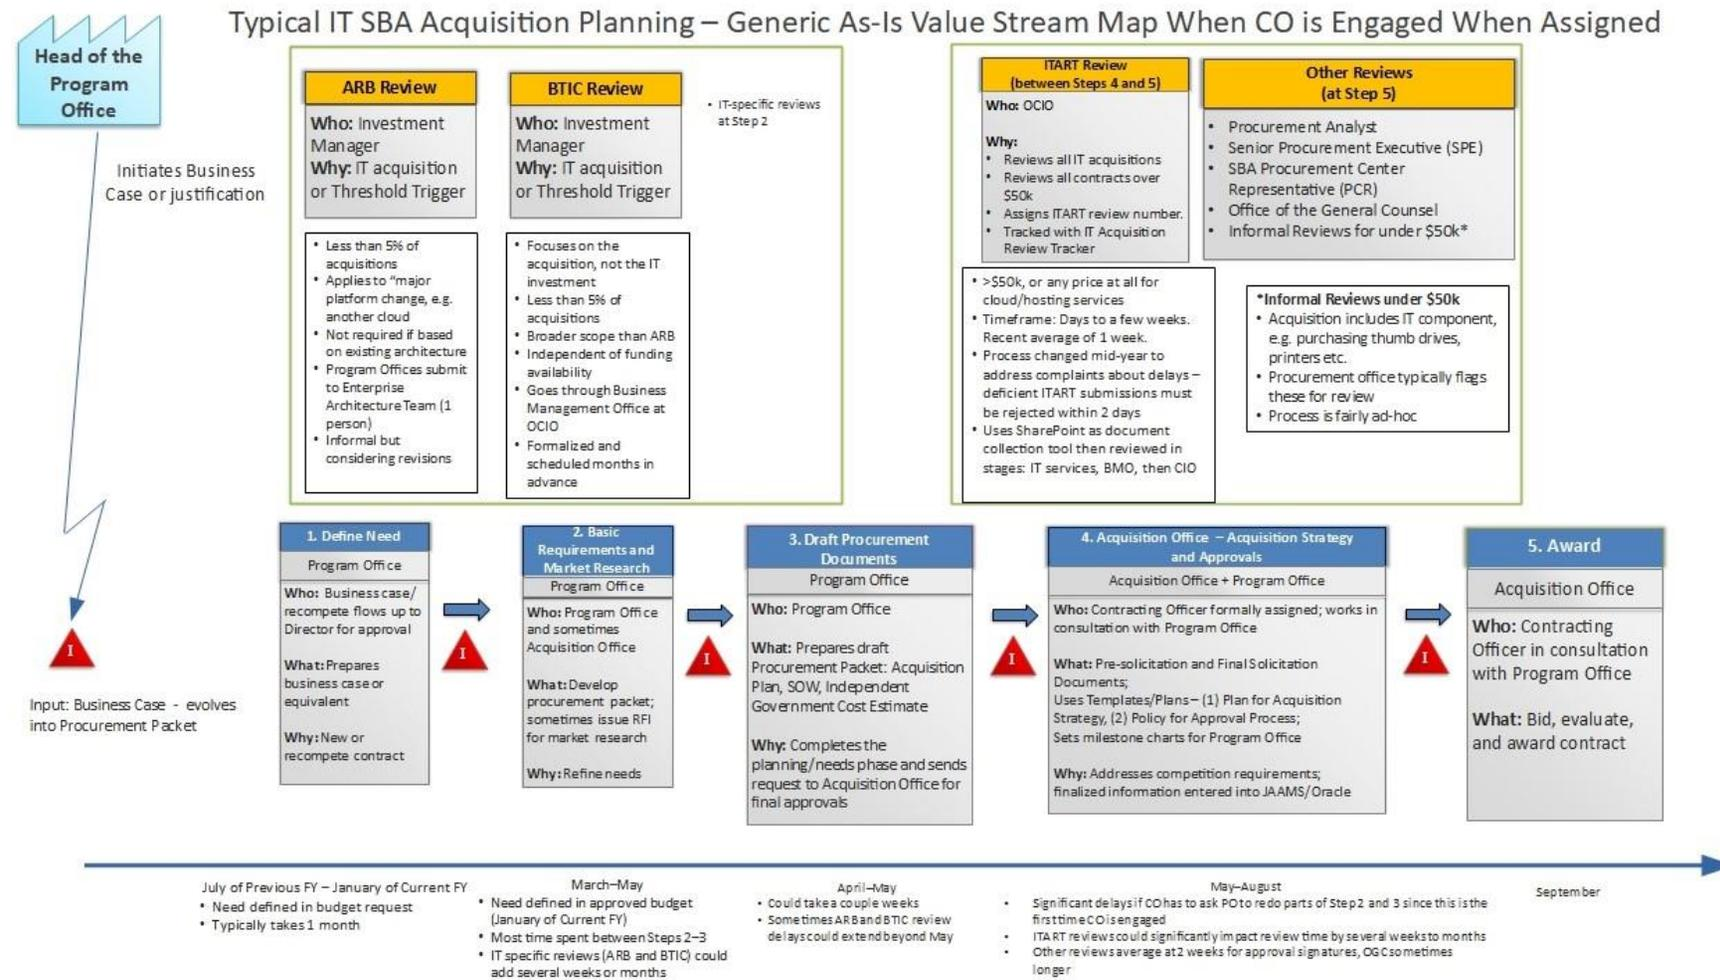 Typical IT SBA Acquisition Planning – Generic As-Is Value Stream Map When CO is Engaged When Assigned
Head of the
Program
Office
Initiates Business
Case or justification
ARB Review
Who: Investment
Manager
Why: IT acquisition
or Threshold Trigger
• Less than 5% of
acquisitions
• Applies to "major
platform change, e.g.
another cloud
• Not required if based
on existing architecture
• Program Offices submit
to Enterprise
Architecture Team (1
person)
• Informal but
considering revisions
BTIC Review
Who: Investment
Manager
Why: IT acquisition
or Threshold Trigger
• Focuses on the
acquisition, not the IT
investment
• Less than 5% of
acquisitions
• Broader scope than ARB
• Independent of funding
availability
• Goes through Business
Management Office at
OCIO
• Formalized and
scheduled months in
advance
• IT-specific reviews
at Step 2
ITART Review
(between Steps 4 and 5)
Who: OCIO
Why:
• Reviews all IT acquisitions
• Reviews all contracts over
$50k
• Assigns ITART review number.
• Tracked with IT Acquisition
Review Tracker
• >$50k, or any price at all for
cloud/hosting services
• Timeframe: Days to a few weeks.
Recent average of 1 week.
• Process changed mid-year to
address complaints about delays –
deficient ITART submissions must
be rejected within 2 days
• Uses SharePoint as document
collection tool then reviewed in
stages: IT services, BMO, then CIO
Other Reviews
(at Step 5)
• Procurement Analyst
• Senior Procurement Executive (SPE)
• SBA Procurement Center
Representative (PCR)
• Office of the General Counsel
• Informal Reviews for under $50k*
*Informal Reviews under $50k
• Acquisition includes IT component,
e.g. purchasing thumb drives,
printers etc.
• Procurement office typically flags
these for review
• Process is fairly ad-hoc
I
Input: Business Case - evolves
into Procurement Packet
1. Define Need
Program Office
Who: Business case/
recompete flows up to
Director for approval
What: Prepares
business case or
equivalent
Why: New or
recompete contract
I
2. Basic
Requirements and
Market Research
Program Office
Who: Program Office
and sometimes
Acquisition Office
What: Develop
procurement packet;
sometimes issue RFI
for market research
Why: Refine needs
I
3. Draft Procurement
Documents
Program Office
Who: Program Office
What: Prepares draft
Procurement Packet: Acquisition
Plan, SOW, Independent
Government Cost Estimate
Why: Completes the
planning/needs phase and sends
request to Acquisition Office for
final approvals
I
4. Acquisition Office – Acquisition Strategy
and Approvals
Acquisition Office + Program Office
Who: Contracting Officer formally assigned; works in
consultation with Program Office
What: Pre-solicitation and Final Solicitation
Documents;
Uses Templates/Plans – (1) Plan for Acquisition
Strategy, (2) Policy for Approval Process;
Sets milestone charts for Program Office
Why: Addresses competition requirements;
finalized information entered into JAAMS/Oracle
I
5. Award
Acquisition Office
Who: Contracting
Officer in consultation
with Program Office
What: Bid, evaluate,
and award contract
July of Previous FY – January of Current FY
• Need defined in budget request
• Typically takes 1 month
March–May
• Need defined in approved budget
(January of Current FY)
• Most time spent between Steps 2–3
• IT specific reviews (ARB and BTIC) could
add several weeks or months
April–May
• Could take a couple weeks
• Sometimes ARB and BTIC review
delays could extend beyond May
May–August
• Significant delays if CO has to ask PO to redo parts of Step 2 and 3 since this is the
first time CO is engaged
• ITART reviews could significantly impact review time by several weeks to months
• Other reviews average at 2 weeks for approval signatures, OGC sometimes
longer
September